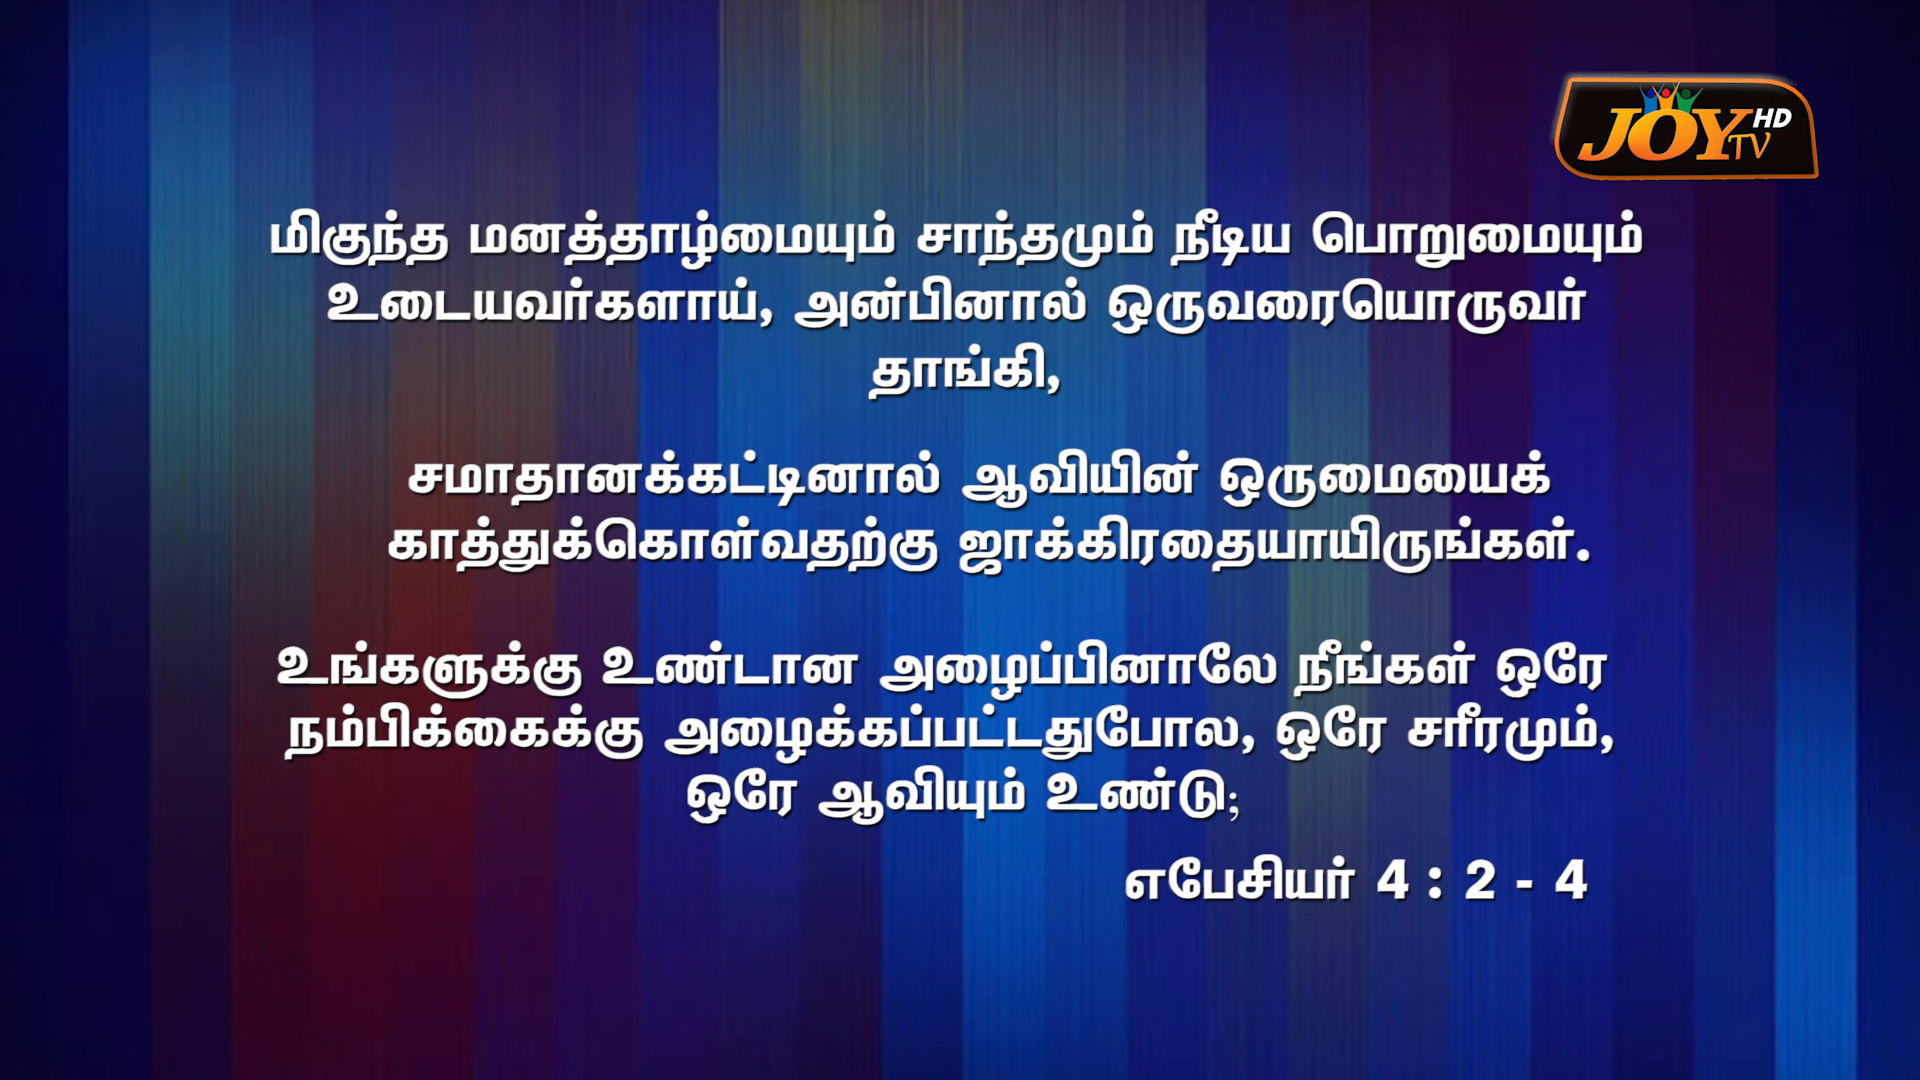 JOY HD TV
மிகுந்த மனத்தாழ்மையும் சாந்தமும் நீடிய பொறுமையும்
உடையவர்களாய், அன்பினால் ஒருவரையொருவர்
தாங்கி,
சமாதானக்கட்டினால் ஆவியின் ஒருமையைக்
காத்துக்கொள்வதற்கு ஜாக்கிரதையாயிருங்கள்.
உங்களுக்கு உண்டான அழைப்பினாலே நீங்கள் ஒரே
நம்பிக்கைக்கு அழைக்கப்பட்டதுபோல, ஒரே சரீரமும்,
ஒரே ஆவியும் உண்டு;
எபேசியர் 4 : 2 - 4